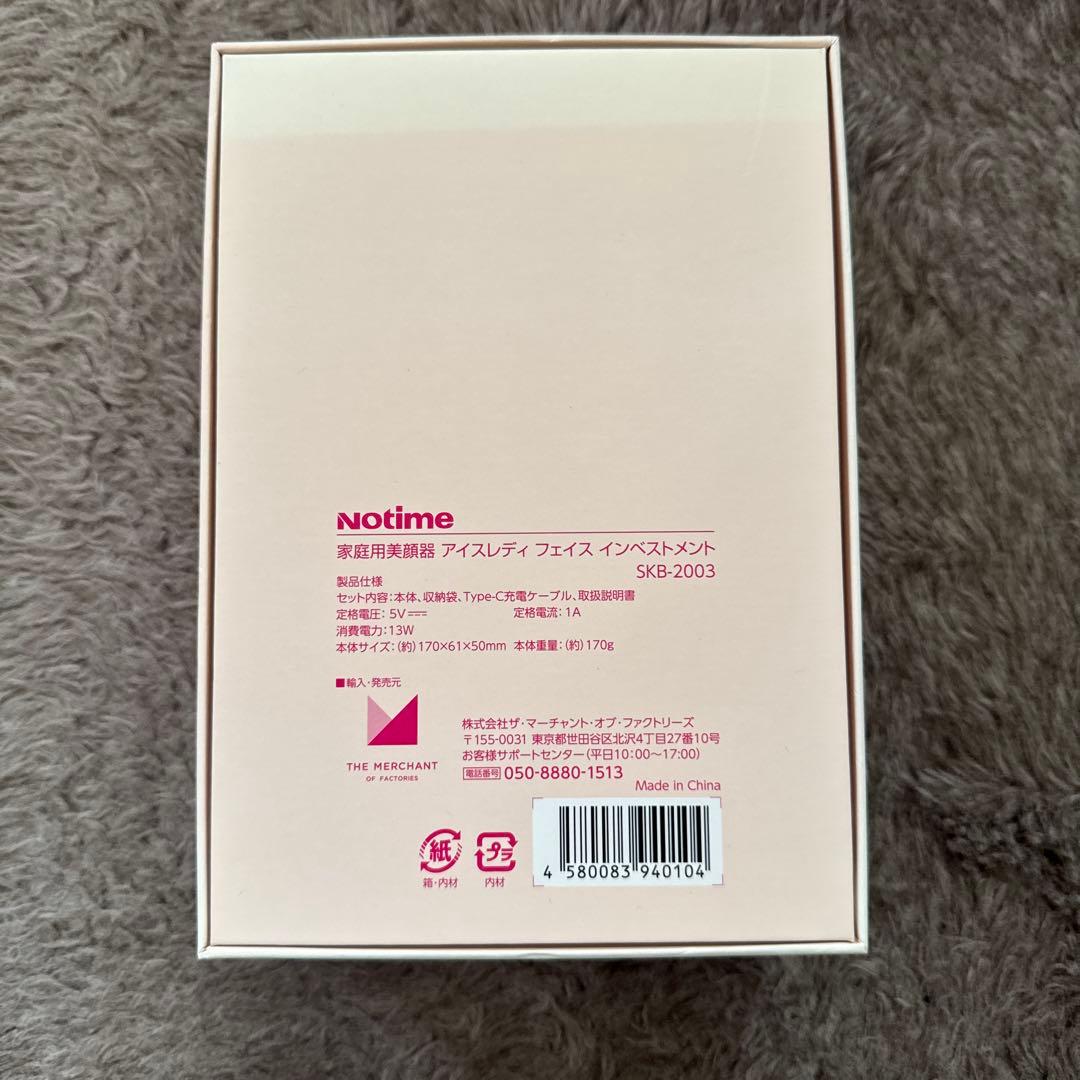 Notime
家庭用美顔器 アイスレディ フェイス インベストメント
SKB-2003
製品仕様
セット内容:本体、収納袋、Type-C充電ケーブル、取扱説明書
定格電圧:5V⎓ 定格電流:1A
消費電力:13W
本体サイズ:(約)170×61×50mm 本体重量:(約)170g
■輸入・発売元
THE MERCHANT
OF FACTORIES
株式会社ザ・マーチャント・オブ・ファクトリーズ
〒155-0031 東京都世田谷区北沢4丁目27番10号
お客様サポートセンター(平日10:00〜17:00)
電話番号 050-8880-1513
Made in China
紙
箱・内材
プラ
内材
4 580083 940104